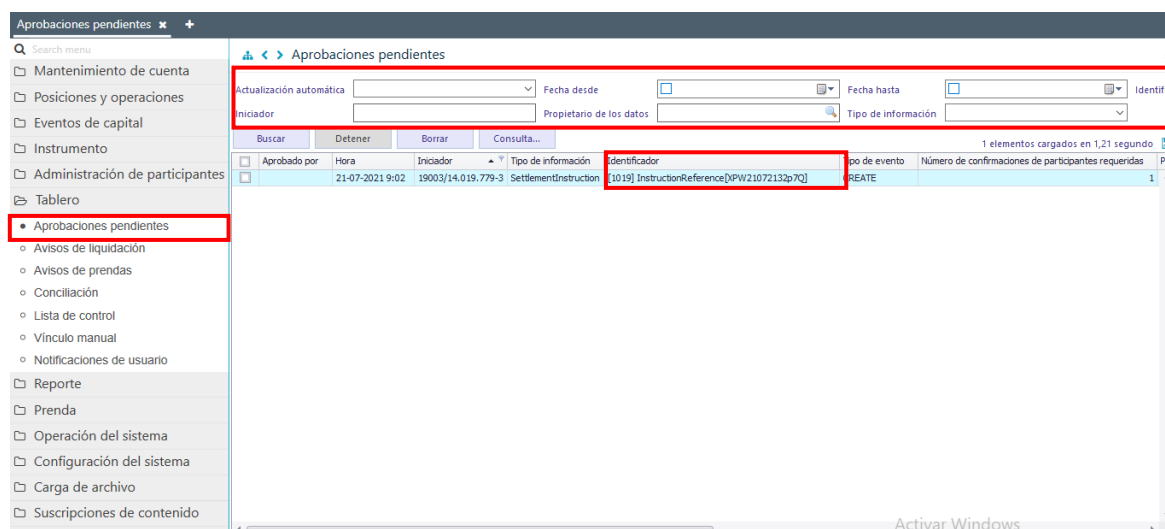 Aprobaciones pendientes ✖ +
Search menu
Mantenimiento de cuenta
Posiciones y operaciones
Eventos de capital
Instrumento
Administración de participantes
Tablero
Aprobaciones pendientes
Avisos de liquidación
Avisos de prendas
Conciliación
Lista de control
Vínculo manual
Notificaciones de usuario
Reporte
Prenda
Operación del sistema
Configuración del sistema
Carga de archivo
Suscripciones de contenido
Aprobaciones pendientes
Actualización automática Fecha desde Fecha hasta Identif
Iniciador Propietario de los datos Tipo de información
Buscar Detener Borrar Consulta...
1 elementos cargados en 1,21 segundo
Aprobado por Hora Iniciador Tipo de información Identificador Tipo de evento Número de confirmaciones de participantes requeridas P
21-07-2021 9:02 19003/14.019.779-3 SettlementInstruction [1019] InstructionReference[XPW21072132p7Q] CREATE 1
Activar Windows